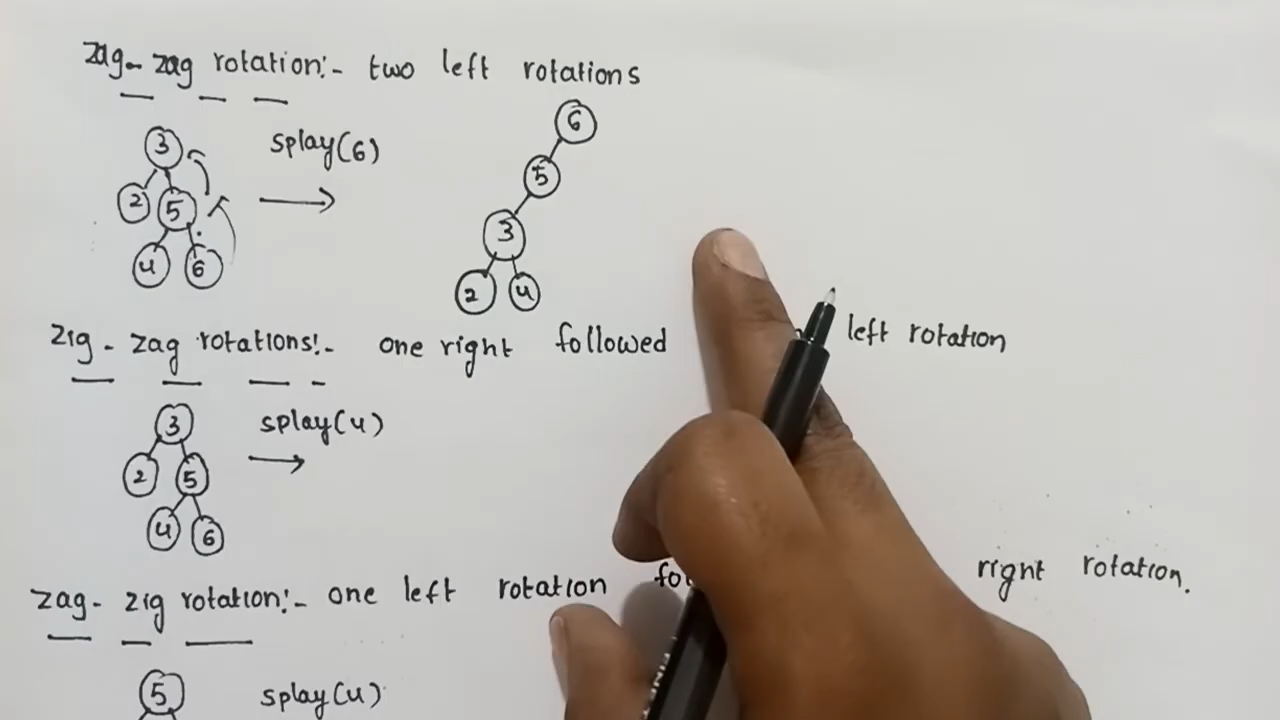 zag- zag rotation:- two left rotations
splay(6)
3
2 5
4 6
6
5
3
2 4
zig- zag rotations:- one right followed left rotation
splay(4)
3
2 5
4 6
zag- zig rotation:- one left rotation right rotation.
5
splay(4)